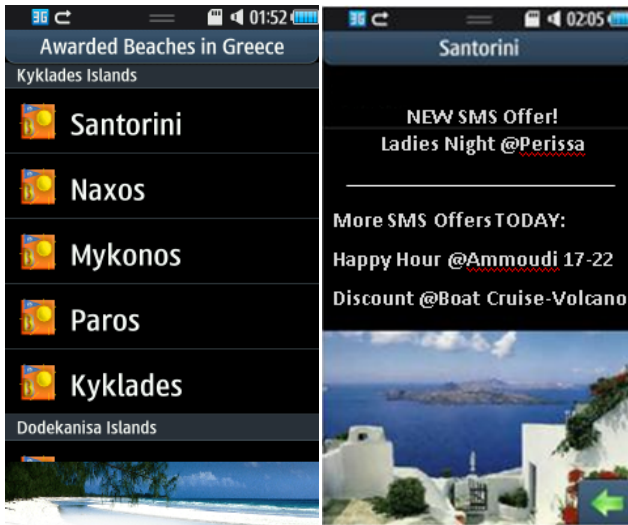 3G 01:52
Awarded Beaches in Greece
Kyklades Islands
Santorini
Naxos
Mykonos
Paros
Kyklades
Dodekanisa Islands
3G 02:05
Santorini
NEW SMS Offer!
Ladies Night @Perissa
More SMS Offers TODAY:
Happy Hour @Ammoudi 17-22
Discount @Boat Cruise-Volcano